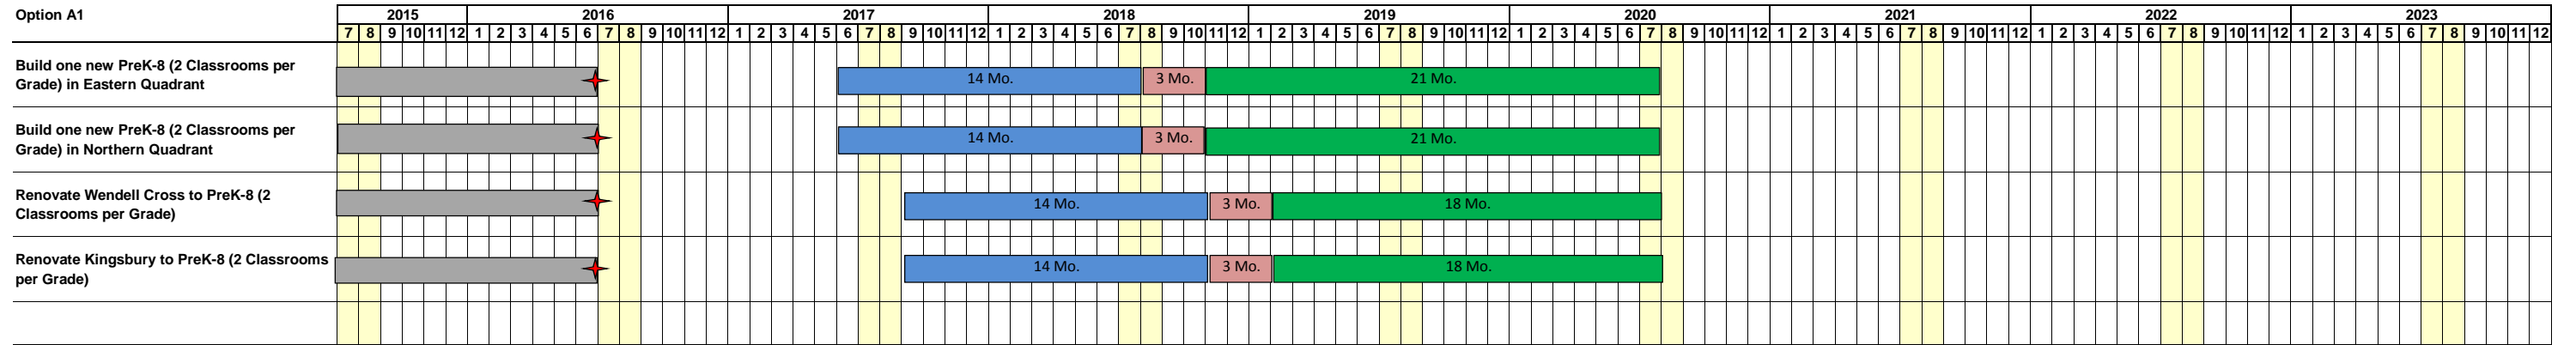 Option A1
2015 2016 2017 2018 2019 2020 2021 2022 2023
7 8 9 10 11 12 1 2 3 4 5 6 7 8 9 10 11 12 1 2 3 4 5 6 7 8 9 10 11 12 1 2 3 4 5 6 7 8 9 10 11 12 1 2 3 4 5 6 7 8 9 10 11 12 1 2 3 4 5 6 7 8 9 10 11 12 1 2 3 4 5 6 7 8 9 10 11 12 1 2 3 4 5 6 7 8 9 10 11 12 1 2 3 4 5 6 7 8 9 10 11 12
Build one new PreK-8 (2 Classrooms per
Grade) in Eastern Quadrant
14 Mo. 3 Mo. 21 Mo.
Build one new PreK-8 (2 Classrooms per
Grade) in Northern Quadrant
14 Mo. 3 Mo. 21 Mo.
Renovate Wendell Cross to PreK-8 (2
Classrooms per Grade)
14 Mo. 3 Mo. 18 Mo.
Renovate Kingsbury to PreK-8 (2 Classrooms
per Grade)
14 Mo. 3 Mo. 18 Mo.